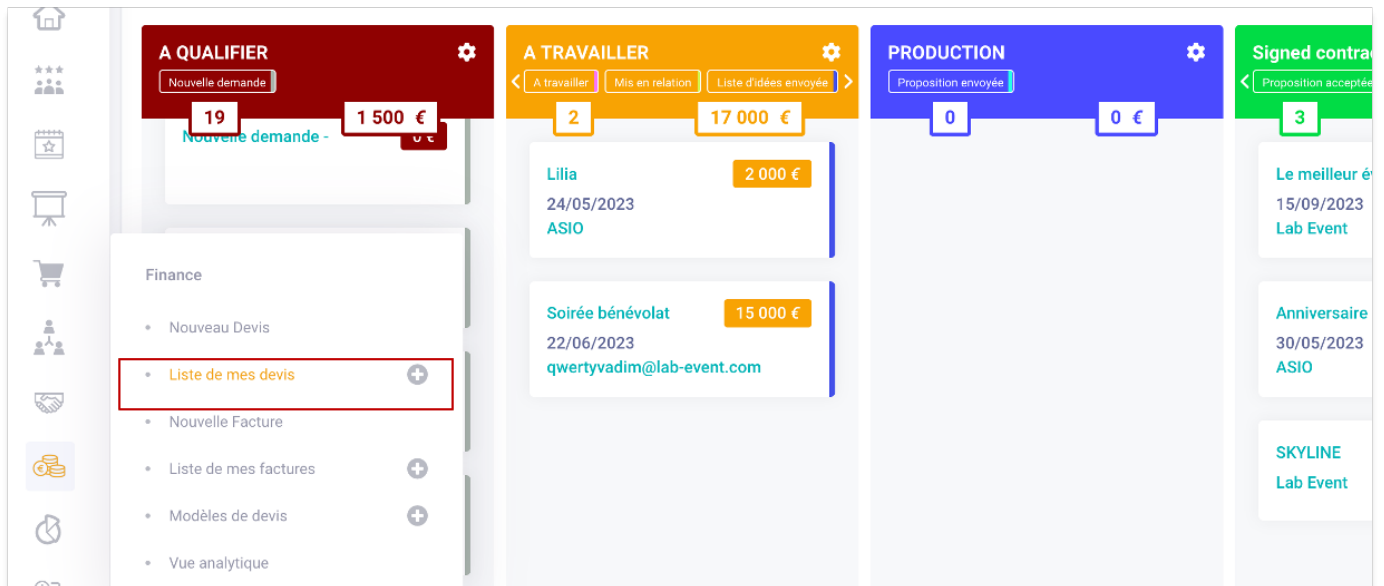 A QUALIFIER
Nouvelle demande
19
1 500 €
Nouvelle demande -
0 €
A TRAVAILLER
A travailler
Mis en relation
Liste d'idées envoyée
2
17 000 €
Lilia
2 000 €
24/05/2023
ASIO
Soirée bénévolat
15 000 €
22/06/2023
qwertyvadim@lab-event.com
PRODUCTION
Proposition envoyée
0
0 €
Signed contra
Proposition acceptée
3
Le meilleur é
15/09/2023
Lab Event
Anniversaire
30/05/2023
ASIO
SKYLINE
Lab Event
Finance
Nouveau Devis
Liste de mes devis
Nouvelle Facture
Liste de mes factures
Modèles de devis
Vue analytique